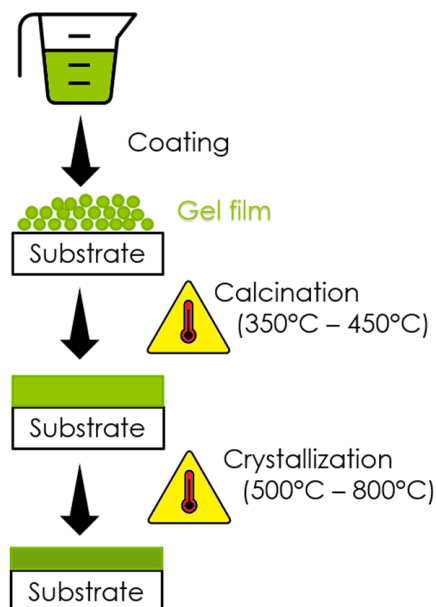 Coating
Gel film
Substrate
Calcination
(350°C – 450°C)
Substrate
Crystallization
(500°C – 800°C)
Substrate